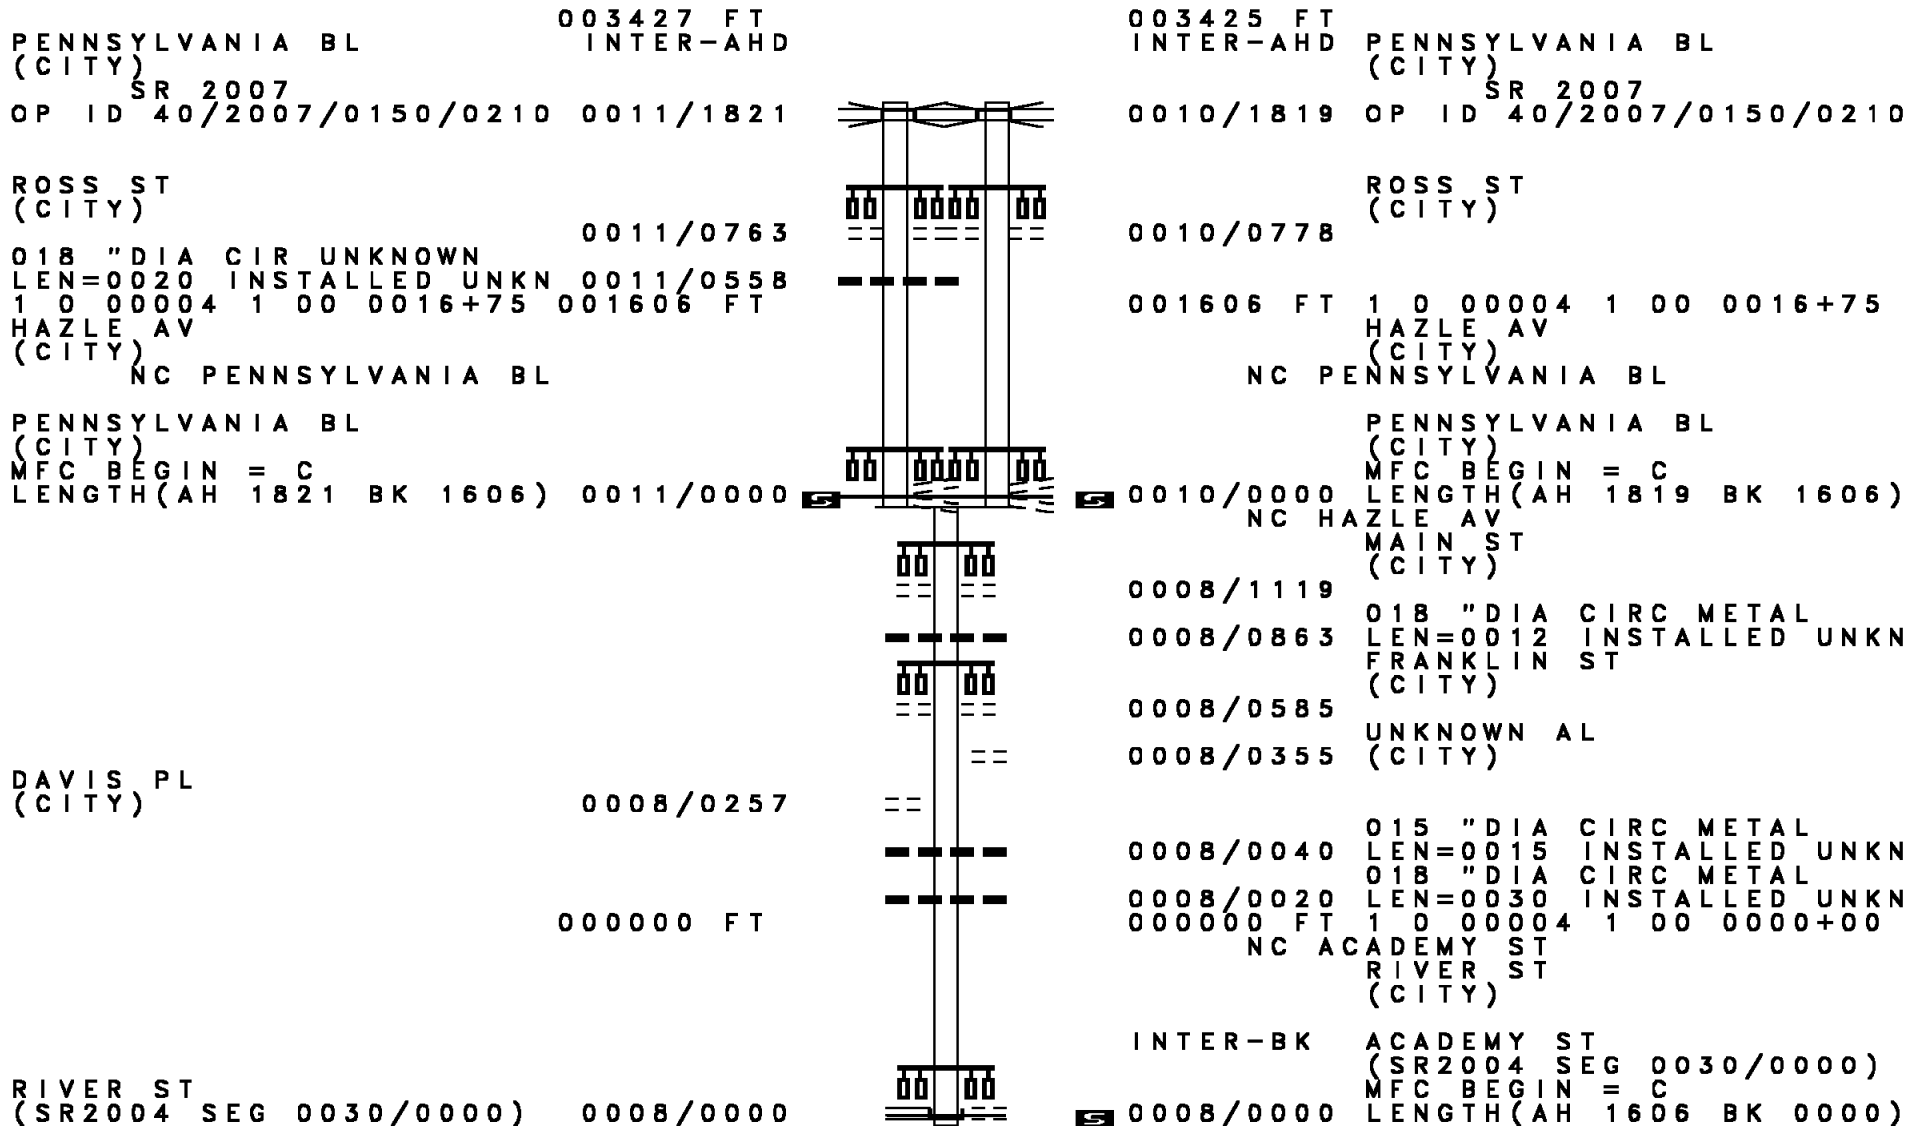 003427 FT 003425 FT
PENNSYLVANIA BL INTER-AHD INTER-AHD PENNSYLVANIA BL
(CITY) (CITY)
SR 2007 SR 2007
OP ID 40/2007/0150/0210 0011/1821 0010/1819 OP ID 40/2007/0150/0210
ROSS ST ROSS ST
(CITY) (CITY)
0011/0763 0010/0778
018 "DIA CIR UNKNOWN
LEN=0020 INSTALLED UNKN 0011/0558
1 0 00004 1 00 0016+75 001606 FT 001606 FT 1 0 00004 1 00 0016+75
HAZLE AV HAZLE AV
(CITY) (CITY)
NC PENNSYLVANIA BL NC PENNSYLVANIA BL
PENNSYLVANIA BL PENNSYLVANIA BL
(CITY) (CITY)
MFC BEGIN = C MFC BEGIN = C
LENGTH(AH 1821 BK 1606) 0011/0000 S S 0010/0000 LENGTH(AH 1819 BK 1606)
NC HAZLE AV
MAIN ST
(CITY)
0008/1119
018 "DIA CIRC METAL
0008/0863 LEN=0012 INSTALLED UNKN
FRANKLIN ST
(CITY)
0008/0585
UNKNOWN AL
0008/0355 (CITY)
DAVIS PL
(CITY) 0008/0257
015 "DIA CIRC METAL
0008/0040 LEN=0015 INSTALLED UNKN
018 "DIA CIRC METAL
0008/0020 LEN=0030 INSTALLED UNKN
000000 FT 000000 FT 1 0 00004 1 00 0000+00
NC ACADEMY ST
RIVER ST
(CITY)
INTER-BK ACADEMY ST
(SR2004 SEG 0030/0000)
RIVER ST MFC BEGIN = C
(SR2004 SEG 0030/0000) 0008/0000 S 0008/0000 LENGTH(AH 1606 BK 0000)